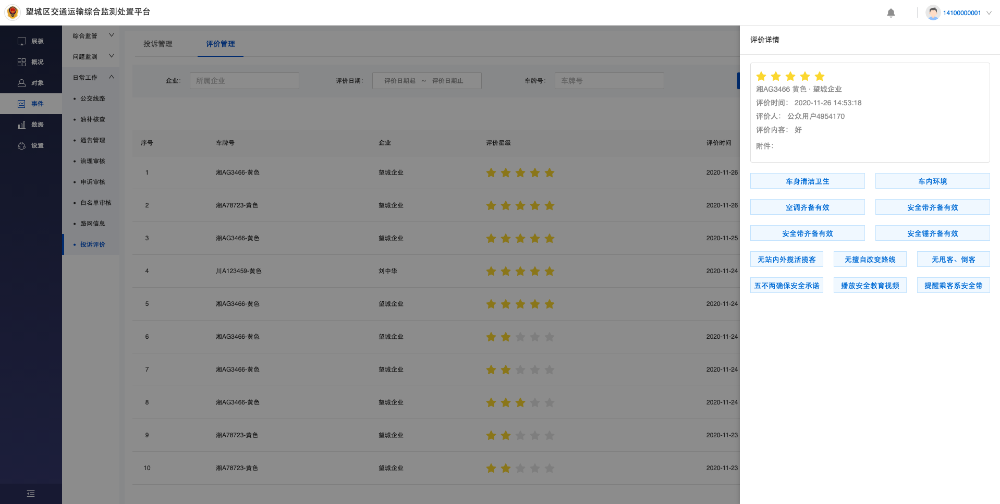 望城区交通运输综合监测处置平台
14100000001
展板
概况
对象
事件
数据
设置
综合监管
问题监测
日常工作
• 公交线路
• 油补核查
• 通告管理
• 治理审核
• 申诉审核
• 白名单审核
• 路网信息
• 投诉评价
投诉管理 评价管理
企业: 所属企业 评价日期: 评价日期起 ~ 评价日期止 车牌号: 车牌号
序号 车牌号 企业 评价星级 评价时间
1 湘AG3466-黄色 望城企业 2020-11-26
2 湘A78723-黄色 望城企业 2020-11-26
3 湘AG3466-黄色 望城企业 2020-11-25
4 川A123459-黄色 刘中华 2020-11-24
5 湘AG3466-黄色 望城企业 2020-11-24
6 湘AG3466-黄色 望城企业 2020-11-24
7 湘AG3466-黄色 望城企业 2020-11-24
8 湘AG3466-黄色 望城企业 2020-11-24
9 湘A78723-黄色 望城企业 2020-11-23
10 湘A78723-黄色 望城企业 2020-11-23
评价详情
湘AG3466 黄色 · 望城企业
评价时间: 2020-11-26 14:53:18
评价人: 公众用户4954170
评价内容: 好
附件:
车身清洁卫生 车内环境
空调齐备有效 安全带齐备有效
安全带齐备有效 安全锤齐备有效
无站内外揽活揽客 无擅自改变路线 无甩客、倒客
五不两确保安全承诺 播放安全教育视频 提醒乘客系安全带